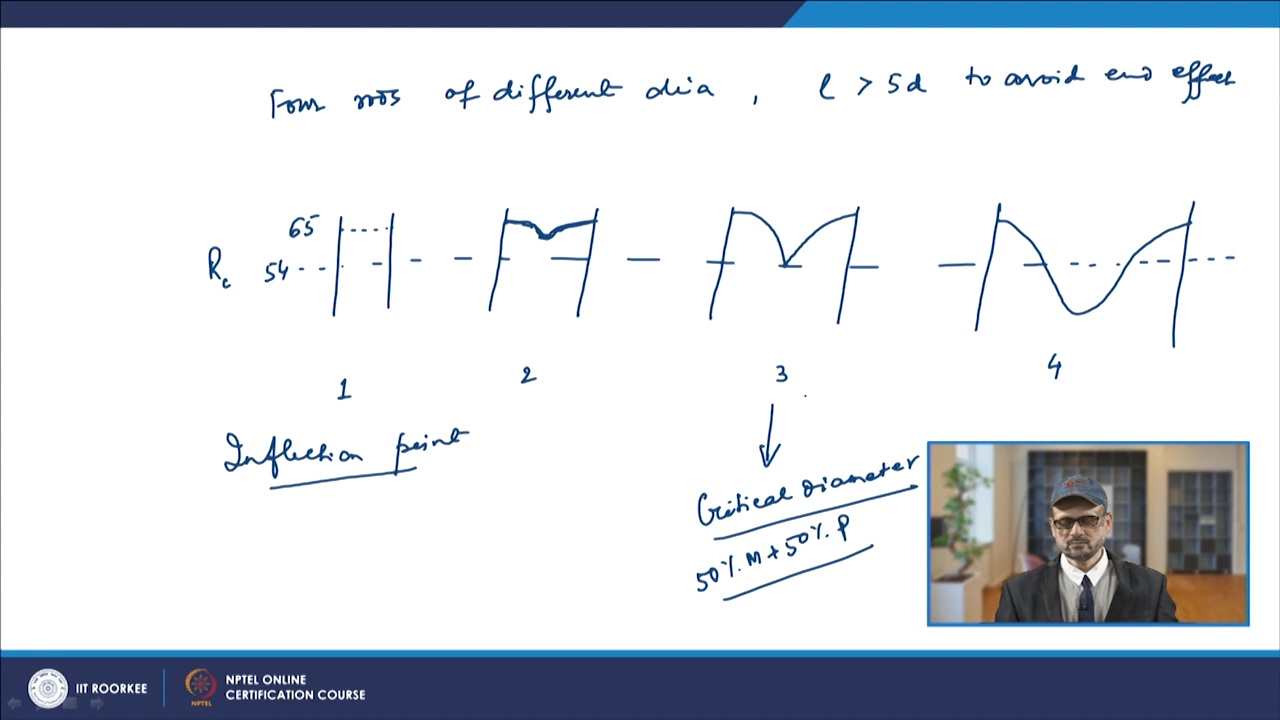 Four rods of different dia, l > 5d to avoid end effect
65
Rc 54
1 2 3 4
Inflection point
Critical Diameter
50%. M + 50%. P
IIT ROORKEE
NPTEL
NPTEL ONLINE
CERTIFICATION COURSE